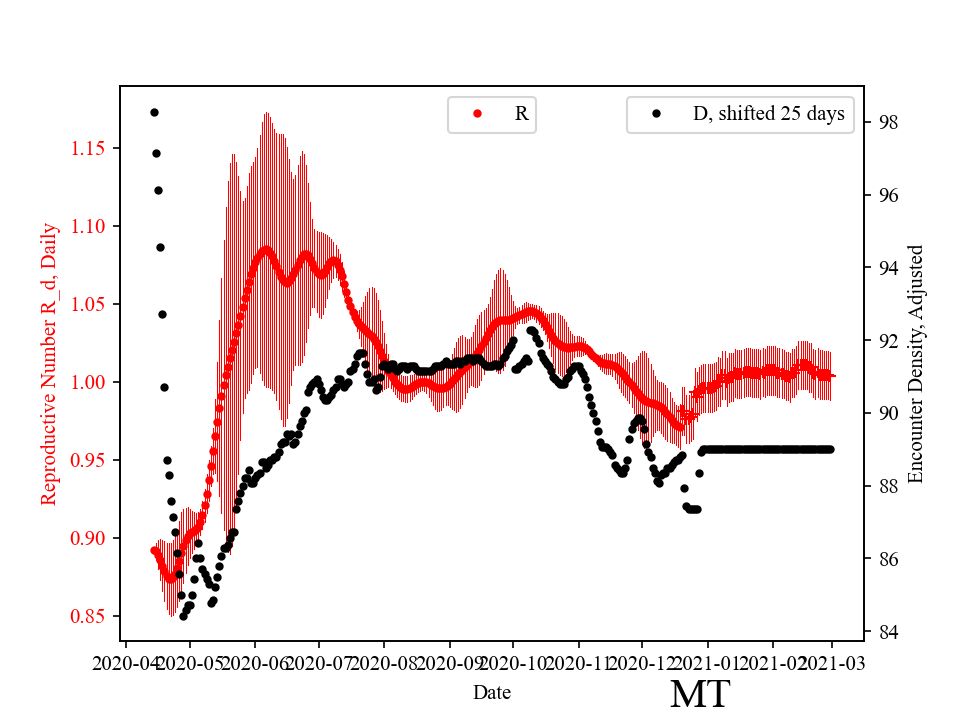 R
D, shifted 25 days
Reproductive Number R_d, Daily
1.15
1.10
1.05
1.00
0.95
0.90
0.85
98
96
94
92
90
88
86
84
Encounter Density, Adjusted
2020-04 2020-05 2020-06 2020-07 2020-08 2020-09 2020-10 2020-11 2020-12 2021-01 2021-02 2021-03
Date
MT